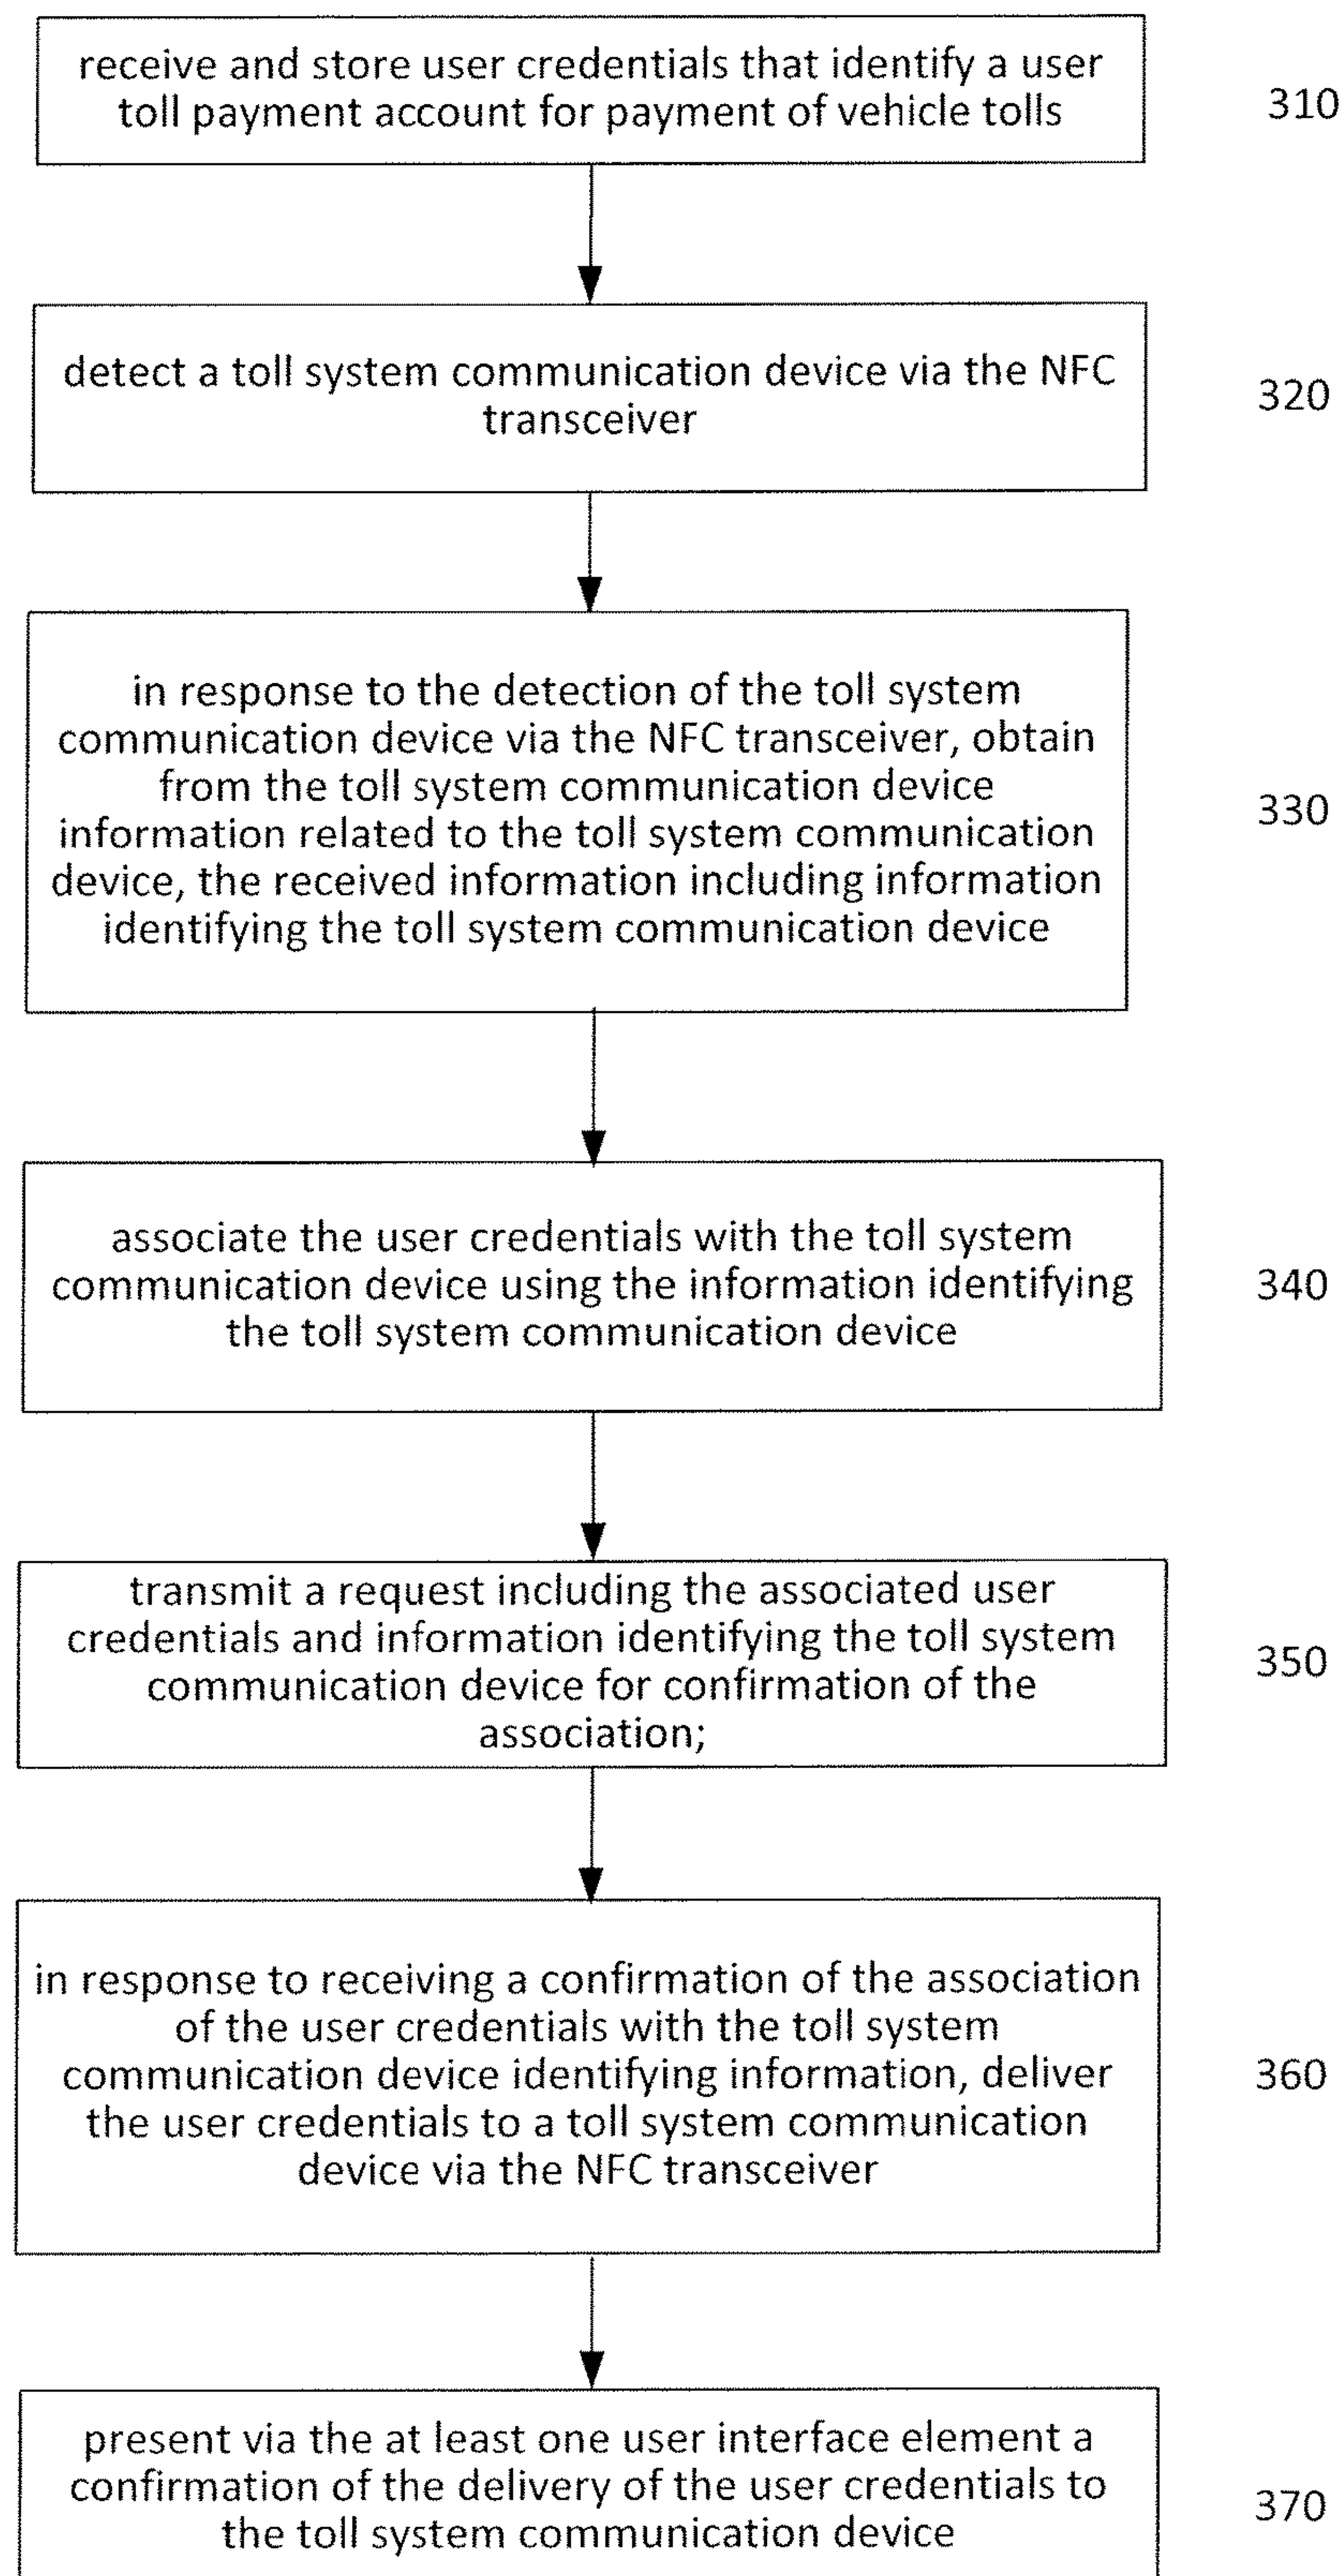 receive and store user credentials that identify a user
toll payment account for payment of vehicle tolls
310
detect a toll system communication device via the NFC
transceiver
320
in response to the detection of the toll system
communication device via the NFC transceiver, obtain
from the toll system communication device
information related to the toll system communication
device, the received information including information
identifying the toll system communication device
330
associate the user credentials with the toll system
communication device using the information identifying
the toll system communication device
340
transmit a request including the associated user
credentials and information identifying the toll system
communication device for confirmation of the
association;
350
in response to receiving a confirmation of the association
of the user credentials with the toll system
communication device identifying information, deliver
the user credentials to a toll system communication
device via the NFC transceiver
360
present via the at least one user interface element a
confirmation of the delivery of the user credentials to
the toll system communication device
370